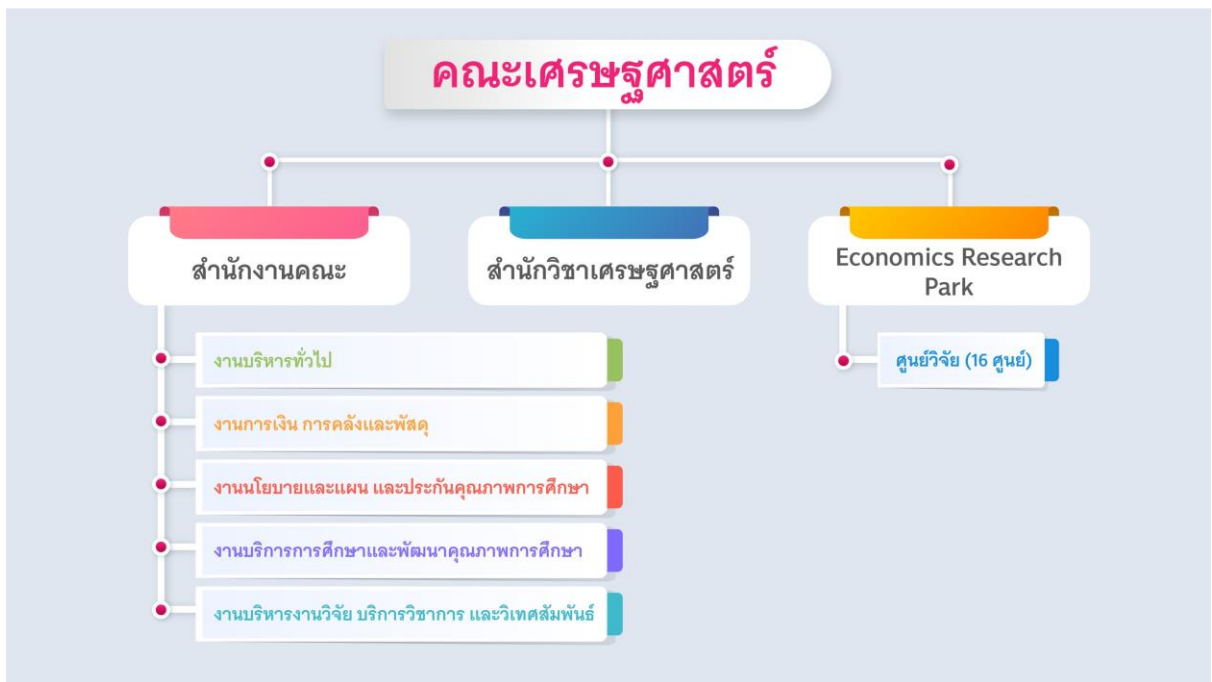 คณะเศรษฐศาสตร์
สำนักงานคณะ
สำนักวิชาเศรษฐศาสตร์
Economics Research
Park
งานบริหารทั่วไป
งานการเงิน การคลังและพัสดุ
งานนโยบายและแผน และประกันคุณภาพการศึกษา
งานบริการการศึกษาและพัฒนาคุณภาพการศึกษา
งานบริหารงานวิจัย บริการวิชาการ และวิเทศสัมพันธ์
ศูนย์วิจัย (16 ศูนย์)